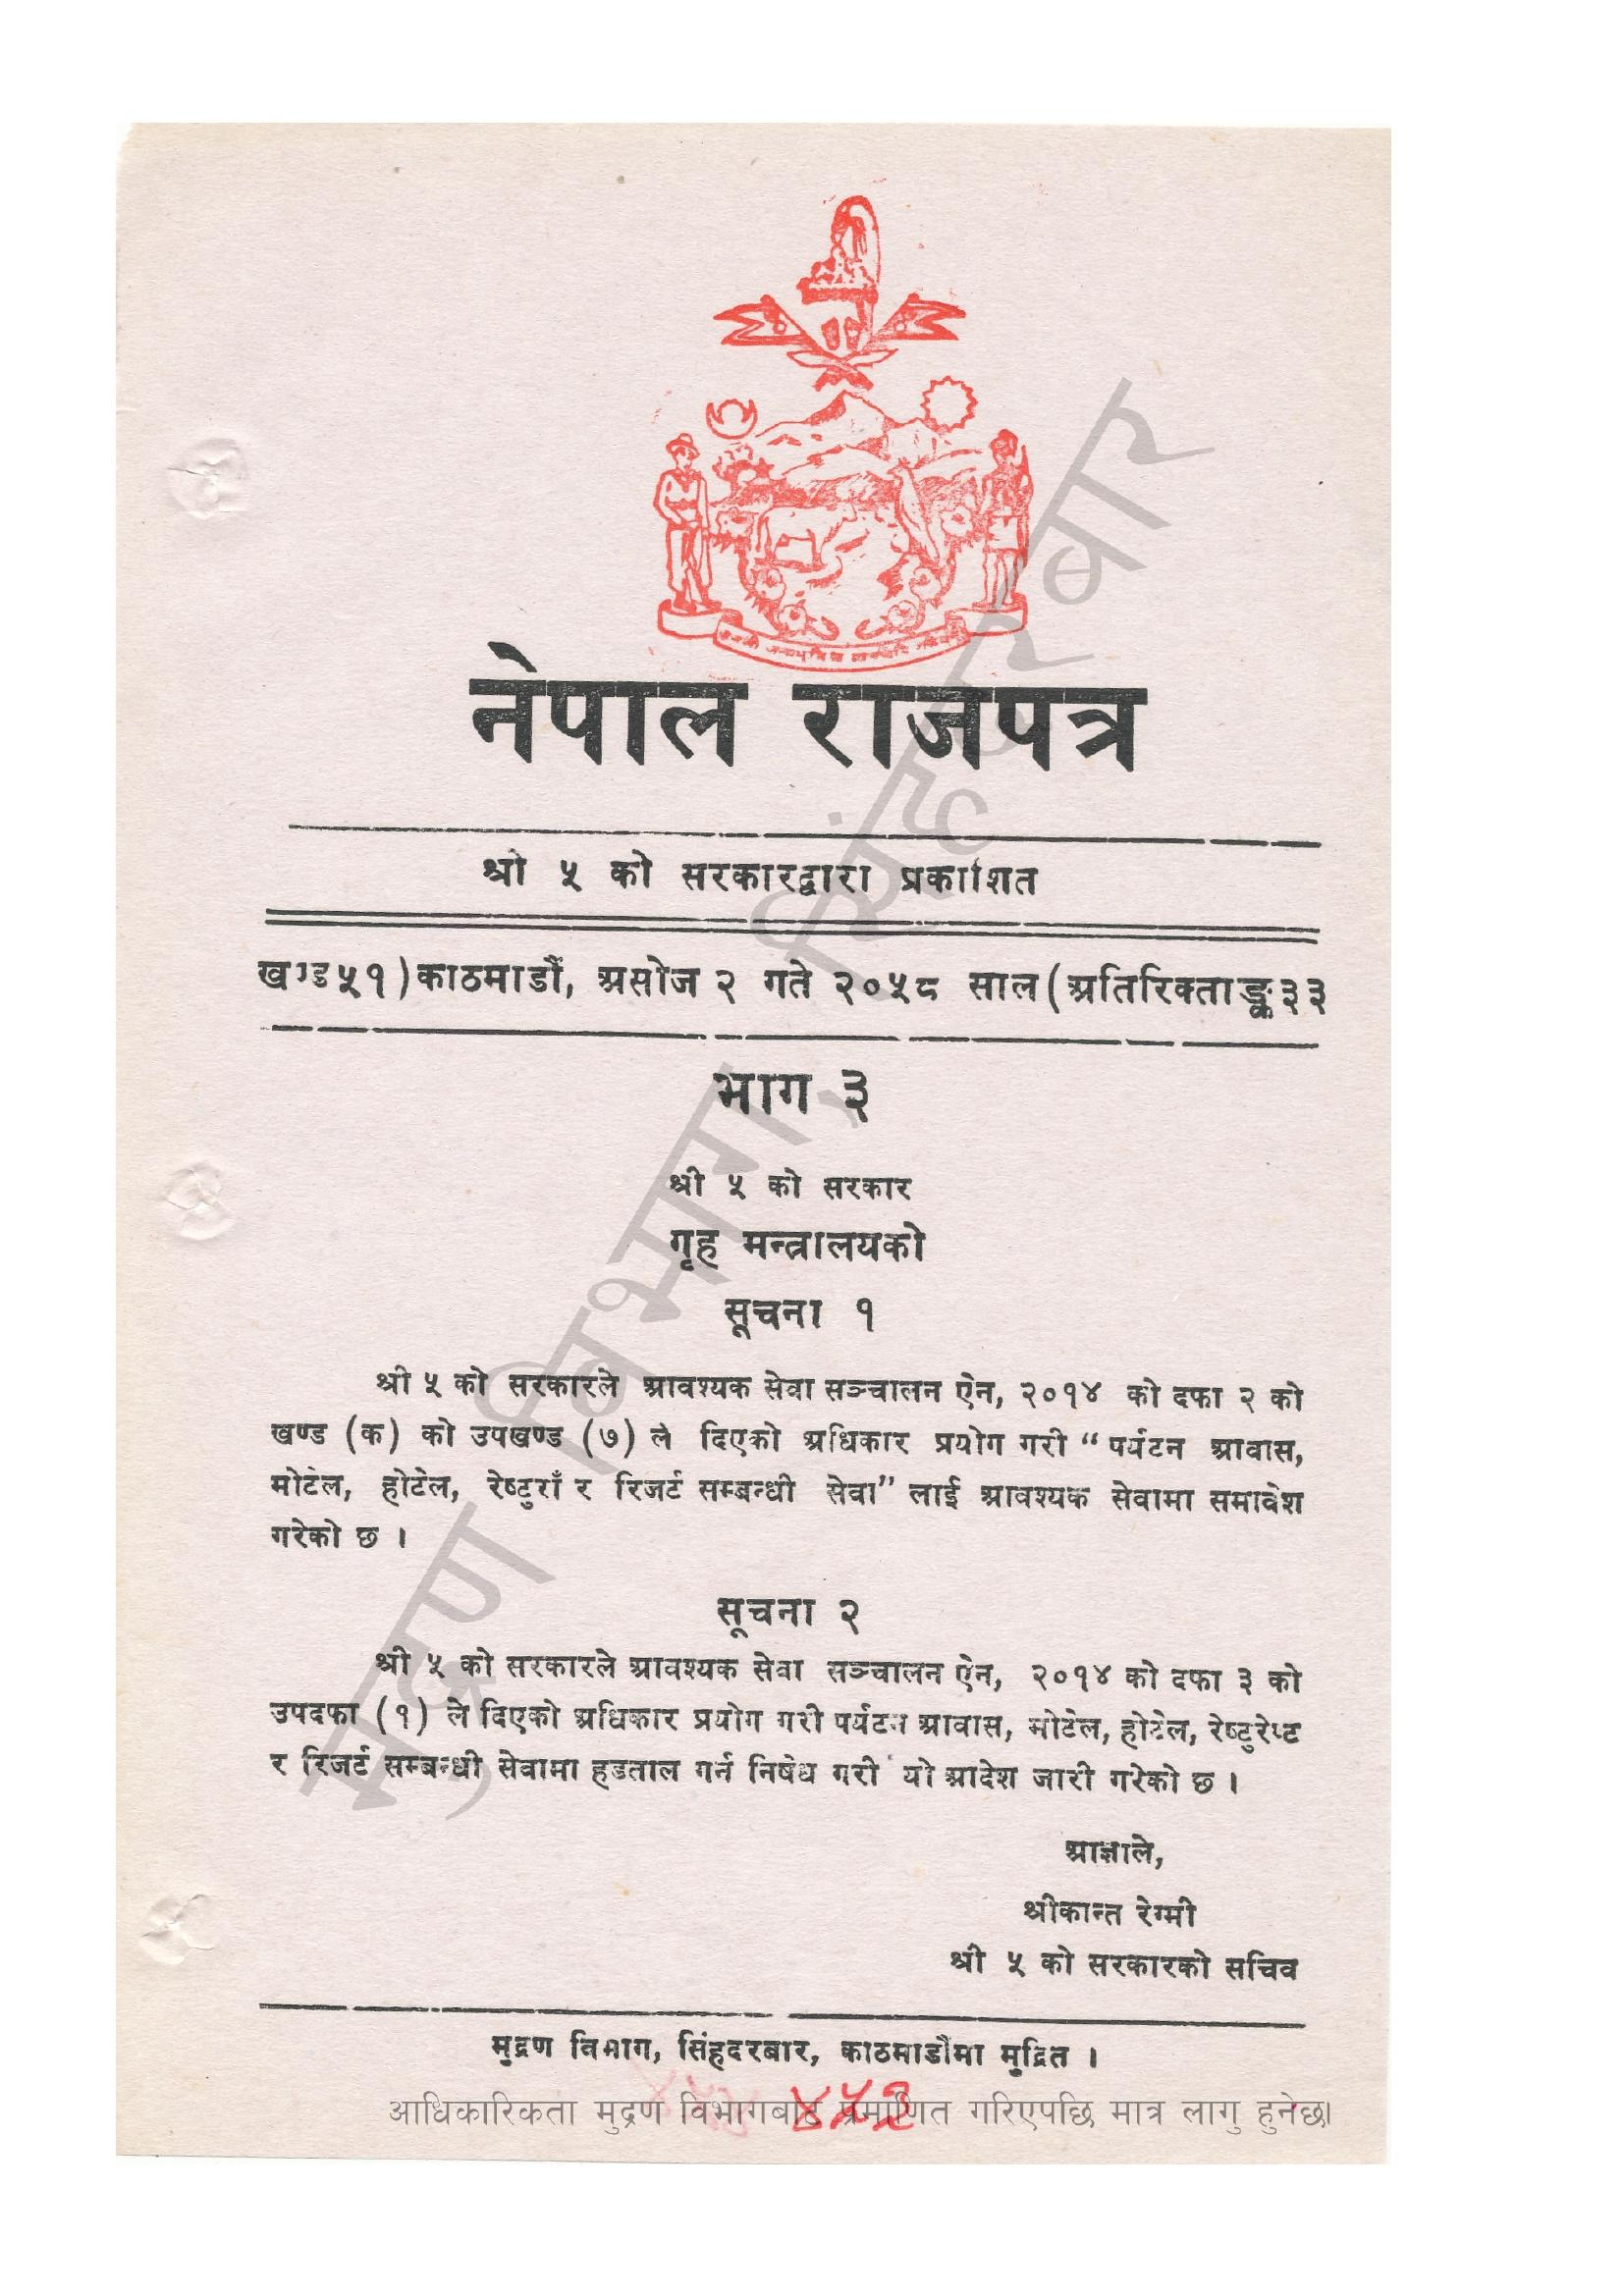 नेपाल राजपत्र
श्री ५ को सरकारद्वारा प्रकाशित
खण्ड ५१) काठमाडौं, असोज २ गते २०५८ साल (अतिरिक्ताङ्क ३३
भाग ३
श्री ५ को सरकार
गृह मन्त्रालयको
सूचना १
श्री ५ को सरकारले आवश्यक सेवा सञ्चालन ऐन, २०१४ को दफा २ को
खण्ड (क) को उपखण्ड (७) ले दिएको अधिकार प्रयोग गरी “पर्यटन आवास,
मोटेल, होटेल, रेष्टुराँ र रिजर्ट सम्बन्धी सेवा” लाई आवश्यक सेवामा समावेश
गरेको छ ।
सूचना २
श्री ५ को सरकारले आवश्यक सेवा सञ्चालन ऐन, २०१४ को दफा ३ को
उपदफा (१) ले दिएको अधिकार प्रयोग गरी पर्यटन आवास, मोटेल, होटेल, रेष्टुरेण्ट
र रिजर्ट सम्बन्धी सेवामा हडताल गर्न निषेध गरी यो आदेश जारी गरेको छ ।
आज्ञाले,
श्रीकान्त रेग्मी
श्री ५ को सरकारको सचिव
मुद्रण विभाग, सिंहदरबार, काठमाडौंमा मुद्रित ।
आधिकारिकता मुद्रण विभागबाट प्रमाणित गरिएपछि मात्र लागु हुनेछ।
४५२
मुद्रण विभाग, सिंहदरबार